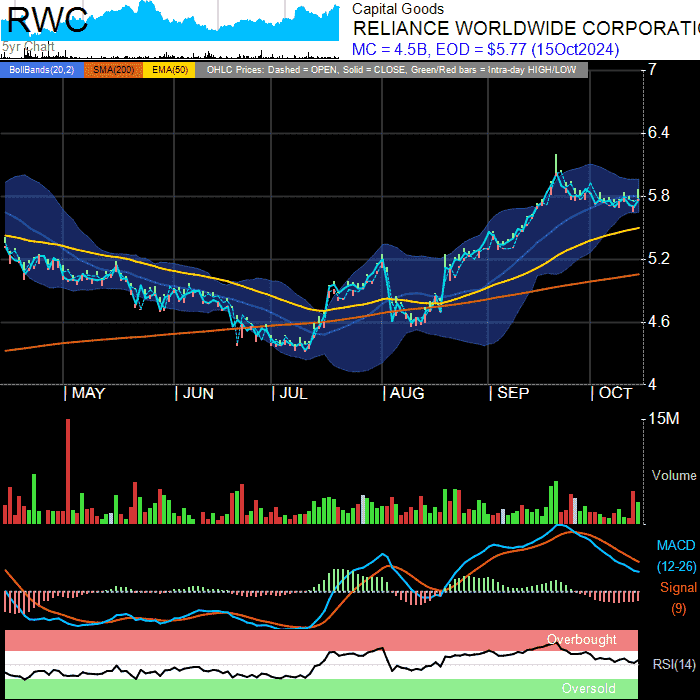 RWC
5yr Chart
Capital Goods
RELIANCE WORLDWIDE CORPORATI
MC = 4.5B, EOD = $5.77 (15Oct2024)
BollBands(20,2) SMA(200) EMA(50) OHLC Prices: Dashed = OPEN, Solid = CLOSE, Green/Red bars = Intra-day HIGH/LOW
7
6.4
5.8
5.2
4.6
4
MAY JUN JUL AUG SEP OCT
15M
Volume
MACD
(12-26)
Signal
(9)
Overbought
RSI(14)
Oversold